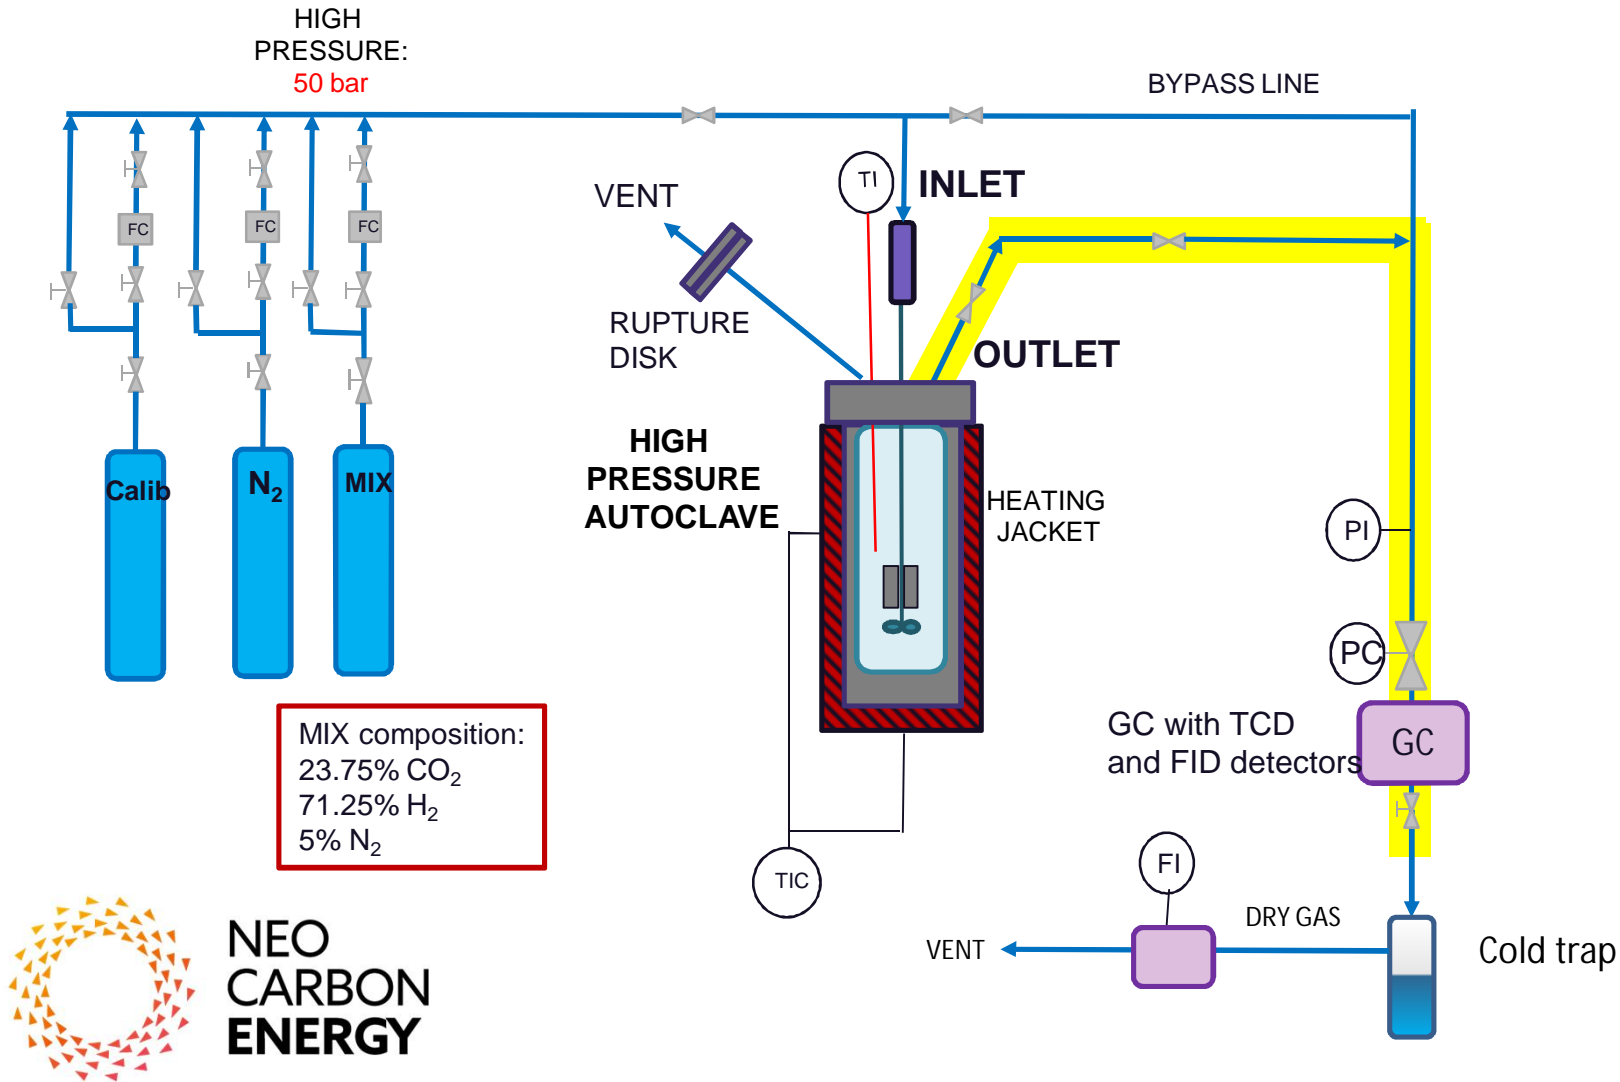 HIGH
PRESSURE:
50 bar
BYPASS LINE
TI
INLET
VENT
FC
FC
FC
RUPTURE
DISK
OUTLET
HIGH
PRESSURE
AUTOCLAVE
Calib
N₂
MIX
HEATING
JACKET
PI
PC
MIX composition:
23.75% CO₂
71.25% H₂
5% N₂
GC with TCD
and FID detectors
GC
TIC
FI
DRY GAS
VENT
Cold trap
NEO
CARBON
ENERGY